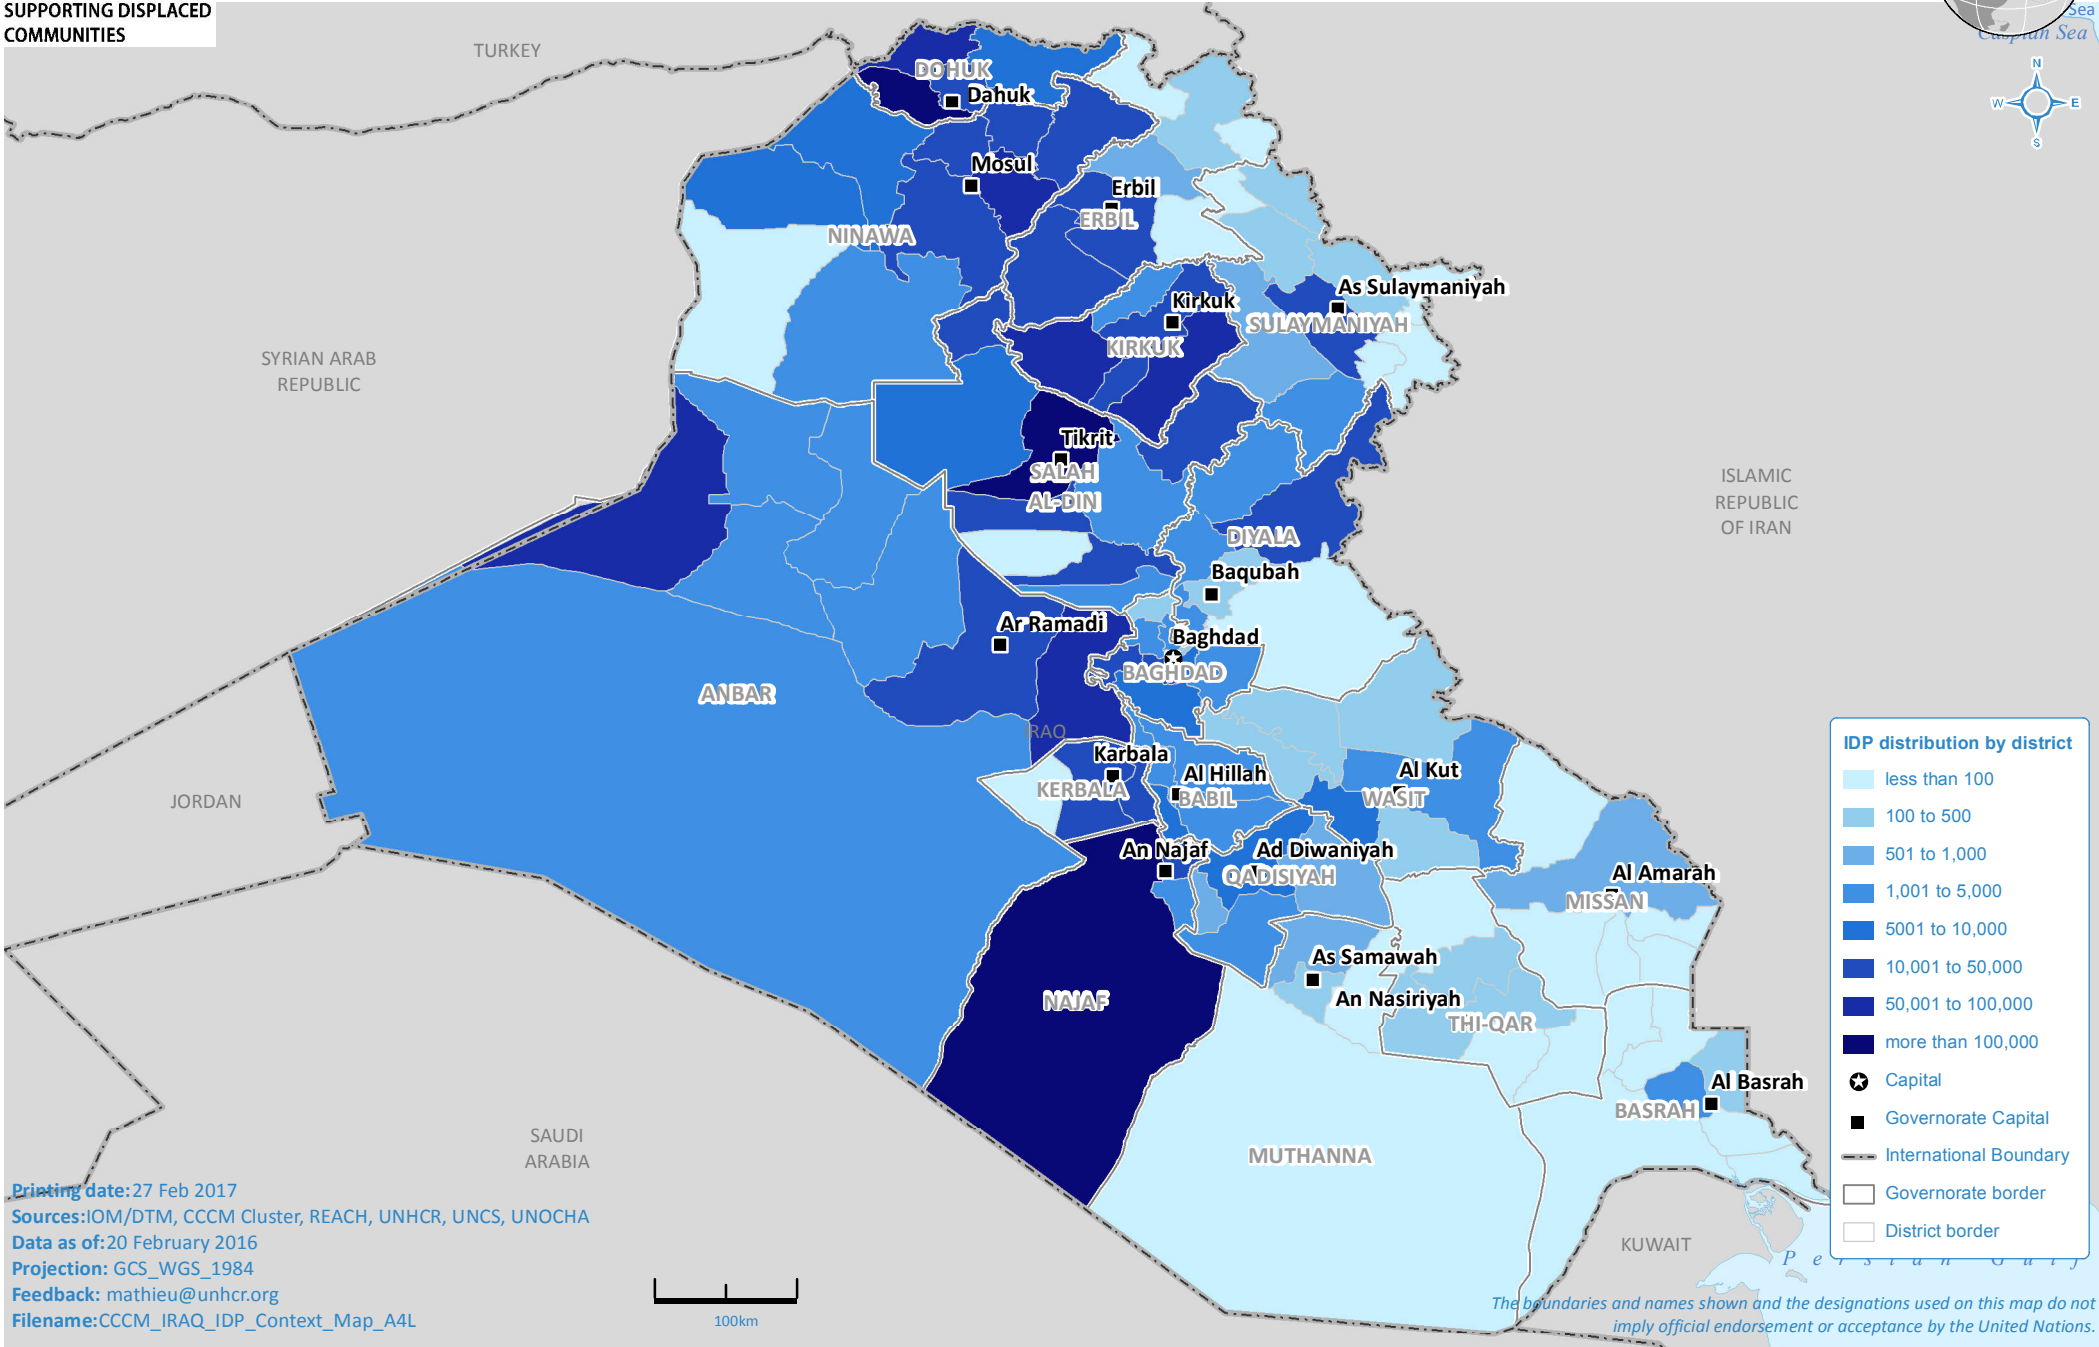 SUPPORTING DISPLACED
COMMUNITIES
Sea
Caspian Sea
N
W
E
S
TURKEY
DOHUK
Dahuk
Mosul
Erbil
ERBIL
NINAWA
As Sulaymaniyah
Kirkuk
SULAYMANIYAH
KIRKUK
SYRIAN ARAB
REPUBLIC
Tikrit
SALAH
AL-DIN
ISLAMIC
REPUBLIC
OF IRAN
DIYALA
Baqubah
Ar Ramadi
Baghdad
BAGHDAD
ANBAR
IRAQ
Karbala
KERBALA
Al Hillah
BABIL
Al Kut
WASIT
JORDAN
An Najaf
Ad Diwaniyah
QADISIYAH
Al Amarah
MISSAN
As Samawah
An Nasiriyah
THI-QAR
NAJAF
Al Basrah
BASRAH
MUTHANNA
SAUDI
ARABIA
KUWAIT
Persian Gulf
IDP distribution by district
less than 100
100 to 500
501 to 1,000
1,001 to 5,000
5001 to 10,000
10,001 to 50,000
50,001 to 100,000
more than 100,000
Capital
Governorate Capital
International Boundary
Governorate border
District border
Printing date:27 Feb 2017
Sources:IOM/DTM, CCCM Cluster, REACH, UNHCR, UNCS, UNOCHA
Data as of:20 February 2016
Projection: GCS_WGS_1984
Feedback: mathieu@unhcr.org
Filename:CCCM_IRAQ_IDP_Context_Map_A4L
100km
The boundaries and names shown and the designations used on this map do not
imply official endorsement or acceptance by the United Nations.